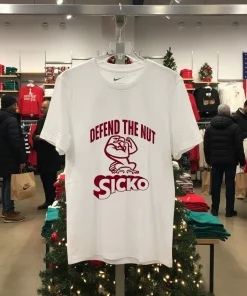 DEFEND THE NUT
SICKO